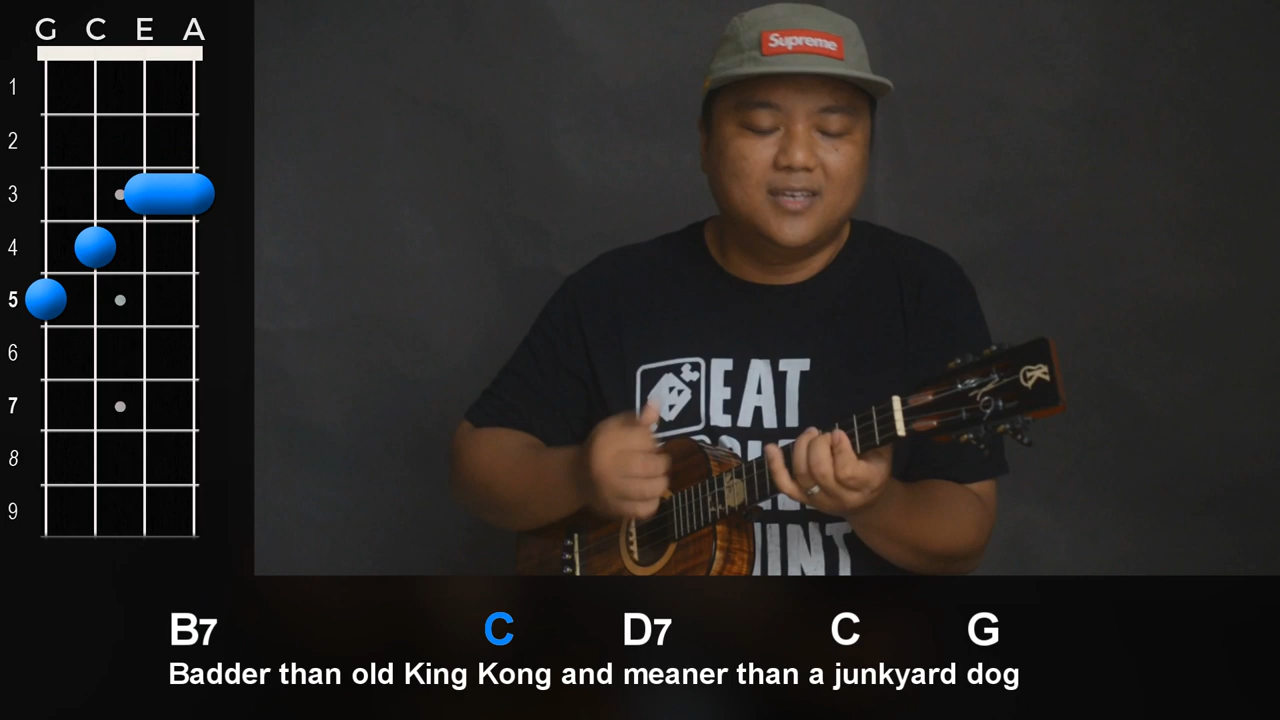 G C E A
1
2
3
4
5
6
7
8
9
Supreme
EAT
B7 C D7 C G
Badder than old King Kong and meaner than a junkyard dog